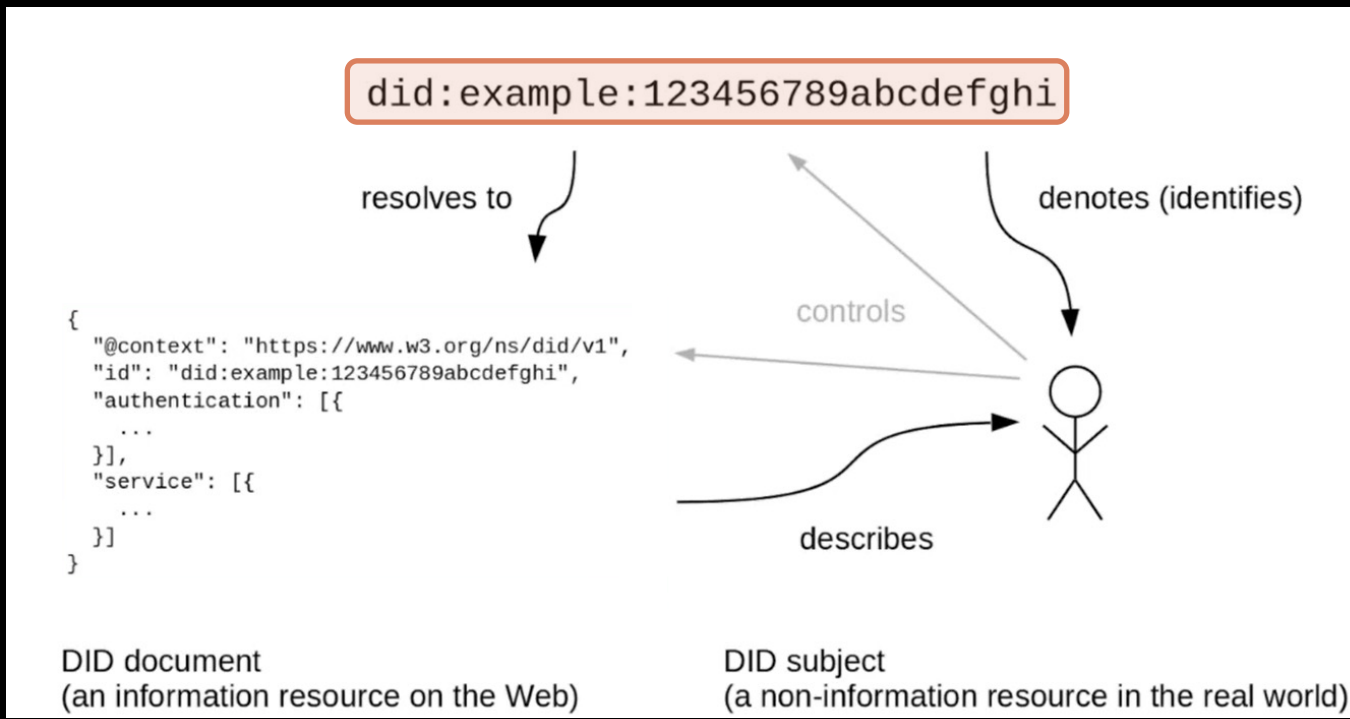 did:example:123456789abcdefghi
resolves to
denotes (identifies)
controls
{
"@context": "https://www.w3.org/ns/did/v1",
"id": "did:example:123456789abcdefghi",
"authentication": [{
...
}],
"service": [{
...
}]
}
describes
DID document
(an information resource on the Web)
DID subject
(a non-information resource in the real world)